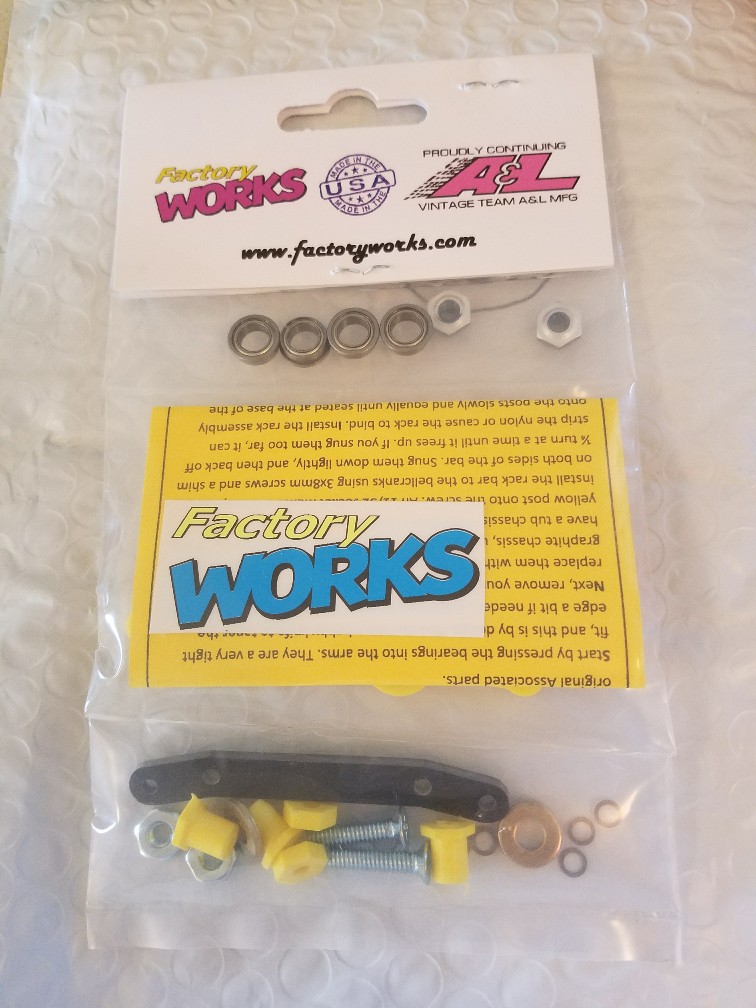 Factory
WORKS
MADE IN THE
USA
MADE IN THE
PROUDLY CONTINUING
A&L
VINTAGE TEAM A&L MFG
www.factoryworks.com
Factory
WORKS
original Associated parts.
Start by pressing the bearings into the arms. They are a very tight
fit, and this is by
edge a bit if
Next, remove
replace them
graphite chassis,
have a tub
yellow post onto the screw. An 11/32
install the rack bar to the bellcranks using 3x8mm screws and a shim
on both sides of the bar. Snug them down lightly, and then back off
¼ turn at a time until it frees up. If you snug them too far, it can
strip the nylon or cause the rack to bind. Install the rack assembly
onto the posts slowly and equally until seated at the base of the